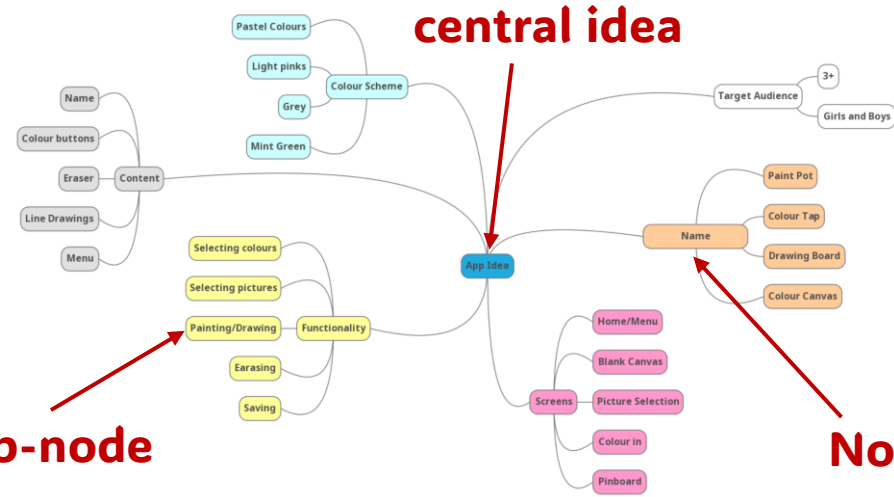 central idea
Pastel Colours
Light pinks
Grey
Mint Green
Colour Scheme
Target Audience
3+
Girls and Boys
Name
Colour buttons
Eraser
Line Drawings
Menu
Content
Paint Pot
Colour Tap
Drawing Board
Colour Canvas
Name
App Idea
Selecting colours
Selecting pictures
Painting/Drawing
Earasing
Saving
Functionality
Home/Menu
Blank Canvas
Picture Selection
Colour in
Pinboard
Screens
-node
No